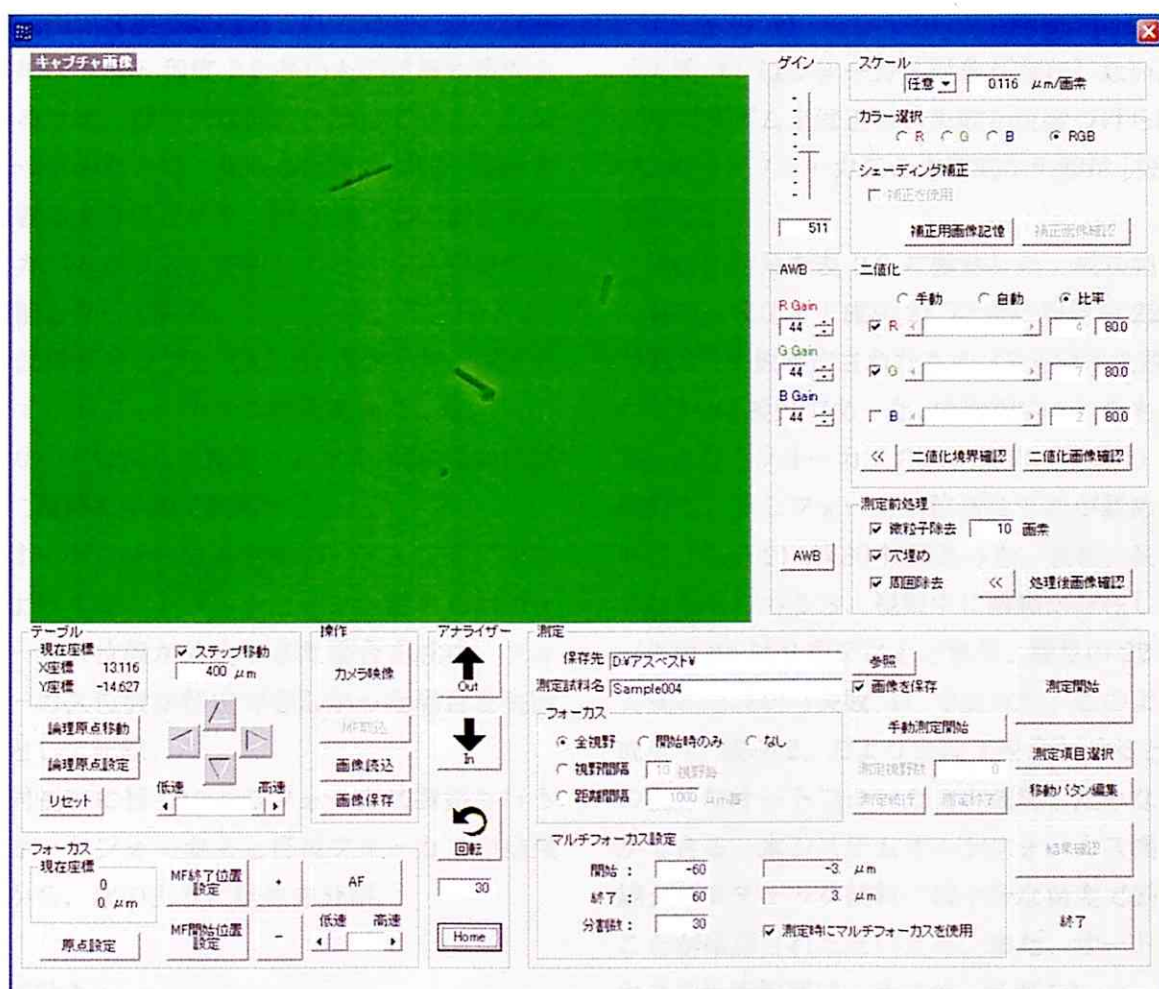 キャプチャ画像
ゲイン
511
スケール
任意 0.116 μm/画素
カラー選択
R G B RGB
シェーディング補正
補正を使用
補正用画像記憶 補正画像確認
AWB
R Gain
44
G Gain
44
B Gain
44
AWB
二値化
手動 自動 比率
R 80.0
G 7 80.0
B 2 80.0
<< 二値化境界確認 二値化画像確認
測定前処理
微粒子除去 10 画素
穴埋め
周囲除去 << 処理後画像確認
テーブル
現在座標
X座標 13.116
Y座標 -14.627
ステップ移動
400 μm
論理原点移動
論理原点設定
リセット
低速 高速
操作
カメラ映像
MF取込
画像読込
画像保存
アナライザー
Out
In
回転
30
Home
測定
保存先 D:¥アスベスト¥ 参照
測定試料名 Sample004 画像を保存
測定開始
フォーカス
全視野 開始時のみ なし
視野間隔 10 視野毎
距離間隔 1000 μm毎
手動測定開始
測定視野数 0
測定続行 測定終了
測定項目選択
移動パタン編集
結果確認
終了
フォーカス
現在座標
0
0. μm
原点設定
MF終了位置
設定
MF開始位置
設定
+
-
AF
低速 高速
マルチフォーカス設定
開始 : -60 -3. μm
終了 : 60 3. μm
分割数 : 30 測定時にマルチフォーカスを使用